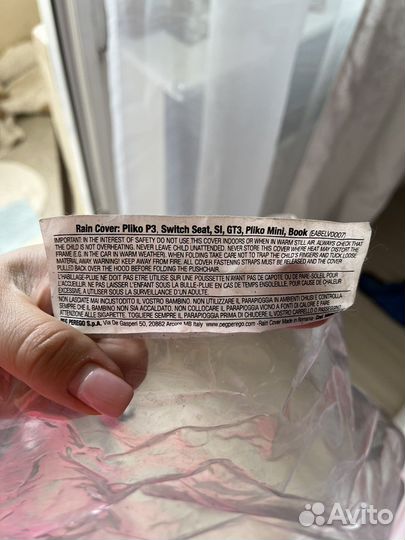 Rain Cover: Pliko P3, Switch Seat, SI, GT3, Pliko Mini, Book (EABELV0007)
IMPORTANT: IN THE INTEREST OF SAFETY DO NOT USE THIS COVER INDOORS OR WHEN IN WARM STILL AIR. ALWAYS CHECK THAT
THE CHILD IS NOT OVERHEATING. NEVER LEAVE CHILD UNATTENDED. NEVER STORE THIS COVER WHERE HEAT MAY DISTORT THE
FRAME (E.G. IN THE CAR IN WARM WEATHER). WHEN FOLDING TAKE CARE NOT TO TRAP THE CHILD'S FINGERS AND TUCK LOOSE
MATERIAL AWAY. ALWAYS KEEP AWAY FROM FIRE. ALL FASTENING STRAPS MUST BE RELEASED AND THE COVER
PULLED BACK OVER THE HOOD BEFORE FOLDING THE PUSHCHAIR.
L'HABILLAGE-PLUIE NE DOIT PAS ETRE UTILISE SUR UNE POUSSETTE N'AYANT PAS DE CAPOTE OU DE PARE-SOLEIL POUR
L'ACCUEILLIR. NE PAS LAISSER L'ENFANT SOUS LA BULLE-PLUIE EN CAS DE TEMPS ENSOLEILLE, POUR CAUSE DE CHALEUR
EXCESSIVE. A UTILISER SOUS LA SURVEILLANCE D'UN ADULTE.
NON LASCIATE MAI INCUSTODITO IL VOSTRO BAMBINO. NON UTILIZZARE IL PARAPIOGGIA IN AMBIENTI CHIUSI E CONTROLLA
SEMPRE CHE IL BAMBINO NON SIA ACCALDATO. NON COLLOCARE VICINO A FONTI DI CALORE E FARE
ATTENZIONE ALLE SIGARETTE. TOGLIERE SEMPRE IL PARAPIOGGIA PRIMA DI CHIUDERE
PEG PEREGO S.p.A. Via De Gasperi 50, 20862 Arcore MB Italy www.pegperego.com -Rain Cover Made in Romania
Avito